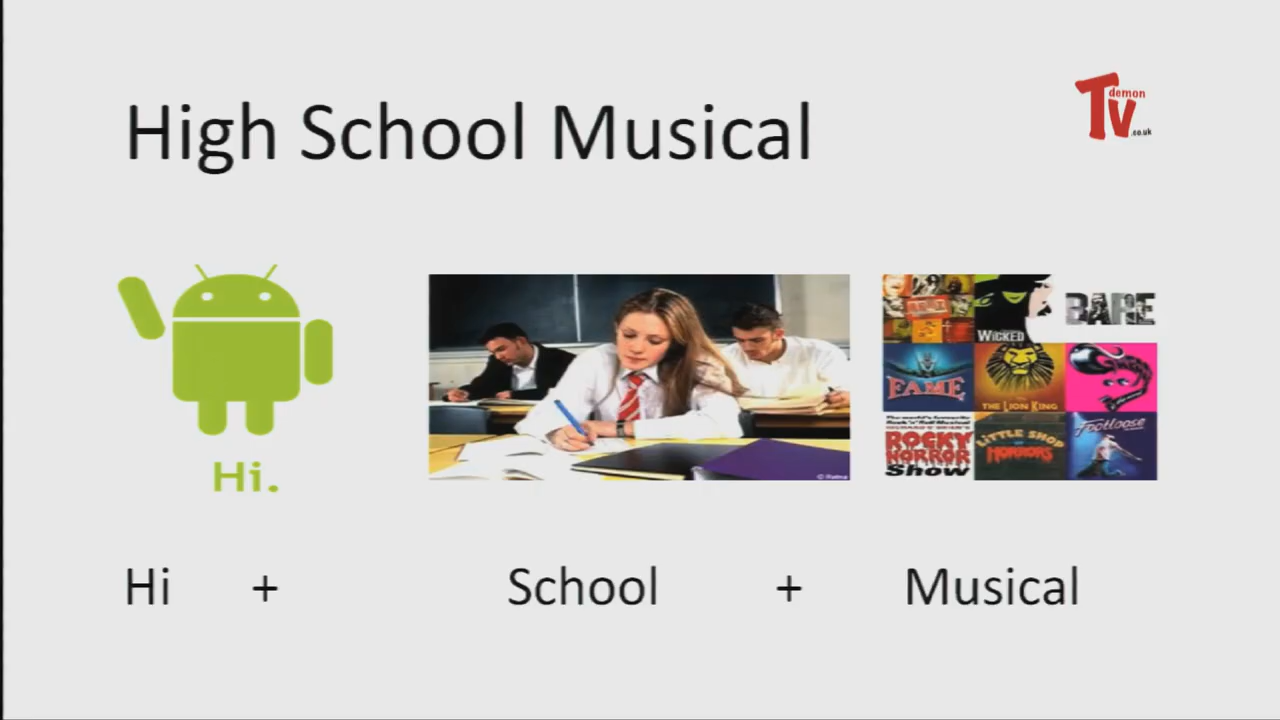 High School Musical
demon
TV
.co.uk
Hi.
WICKED
BARE
FAME
THE LION KING
ROCKY
HORROR
Show
LITTLE SHOP
OF
HORRORS
Footloose
Hi + School + Musical